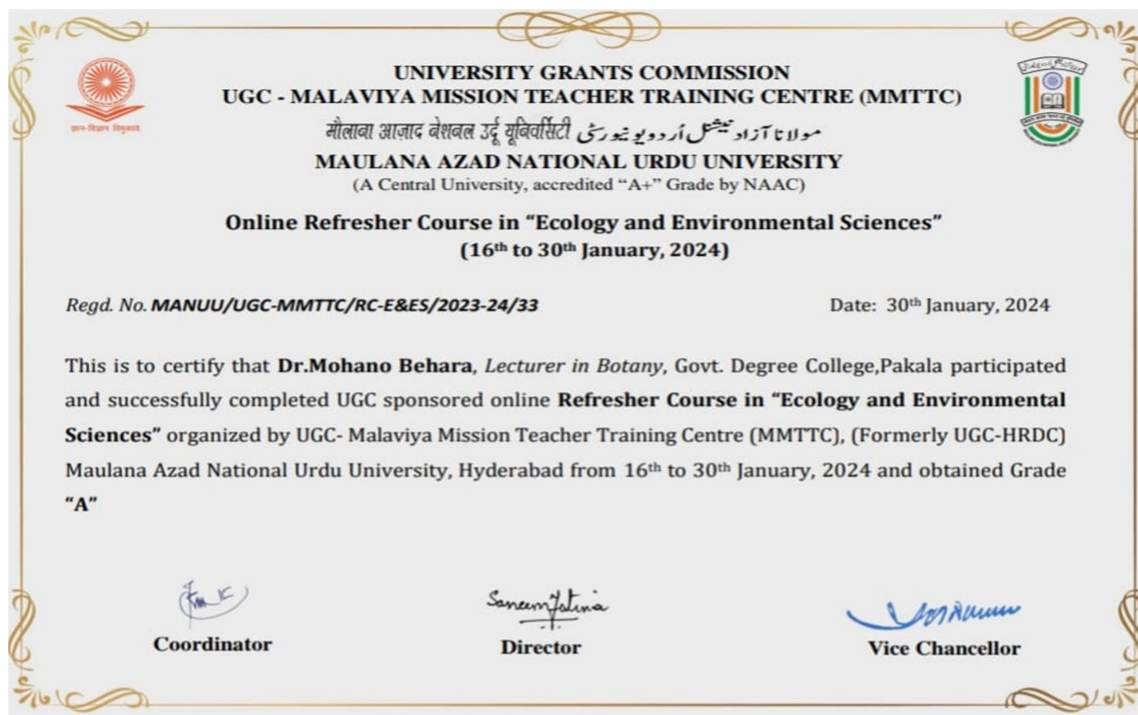 UNIVERSITY GRANTS COMMISSION
UGC - MALAVIYA MISSION TEACHER TRAINING CENTRE (MMTTC)
मौलाना आज़ाद नेशनल उर्दू यूनिवर्सिटी مولانا آزاد نیشنل اُردو یونیورسٹی
MAULANA AZAD NATIONAL URDU UNIVERSITY
(A Central University, accredited “A+” Grade by NAAC)
ज्ञान-विज्ञान विमुक्तये
Online Refresher Course in “Ecology and Environmental Sciences”
(16th to 30th January, 2024)
Regd. No. MANUU/UGC-MMTTC/RC-E&ES/2023-24/33 Date: 30th January, 2024
This is to certify that Dr.Mohano Behara, Lecturer in Botany, Govt. Degree College,Pakala participated
and successfully completed UGC sponsored online Refresher Course in “Ecology and Environmental
Sciences” organized by UGC- Malaviya Mission Teacher Training Centre (MMTTC), (Formerly UGC-HRDC)
Maulana Azad National Urdu University, Hyderabad from 16th to 30th January, 2024 and obtained Grade
“A”
Coordinator
Director
Vice Chancellor